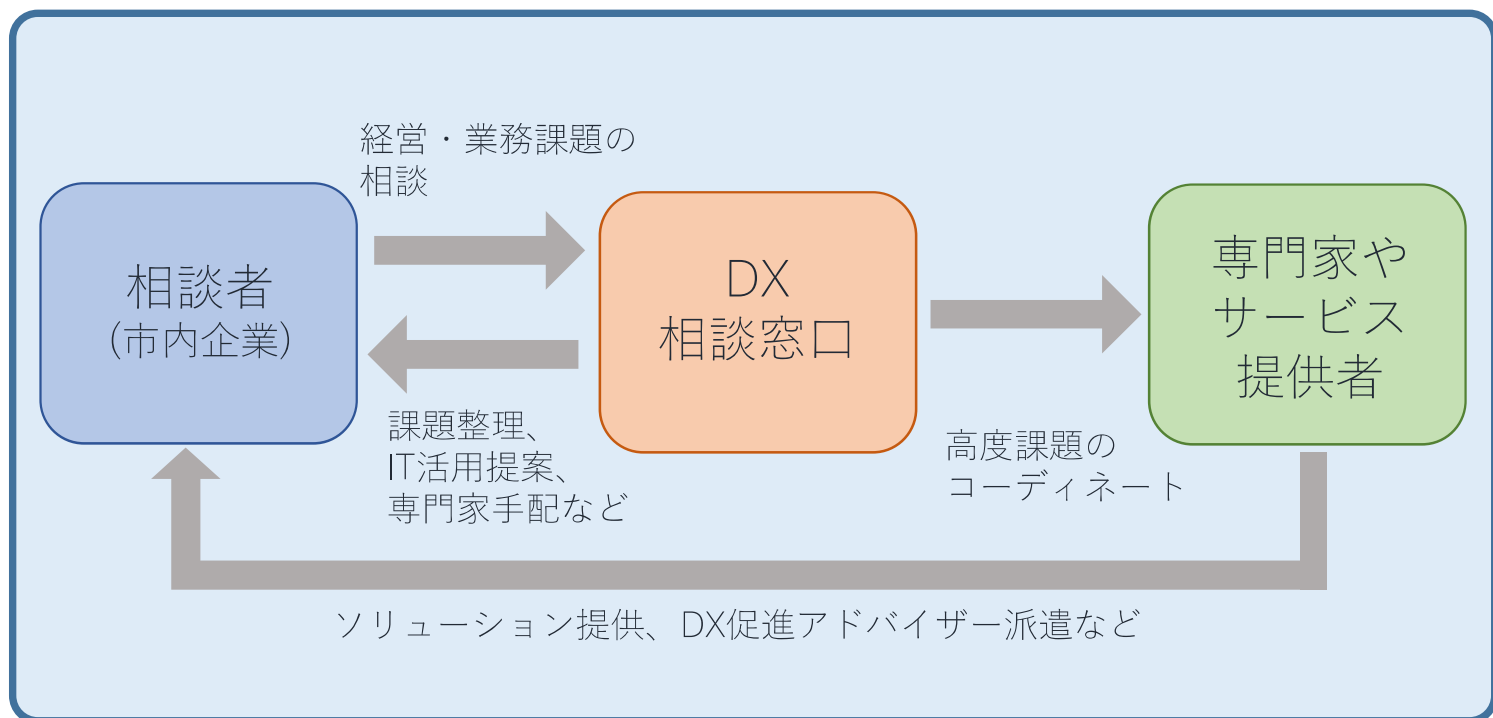 経営・業務課題の
相談
相談者
(市内企業)
DX
相談窓口
専門家や
サービス
提供者
課題整理、
IT活用提案、
専門家手配など
高度課題の
コーディネート
ソリューション提供、DX促進アドバイザー派遣など